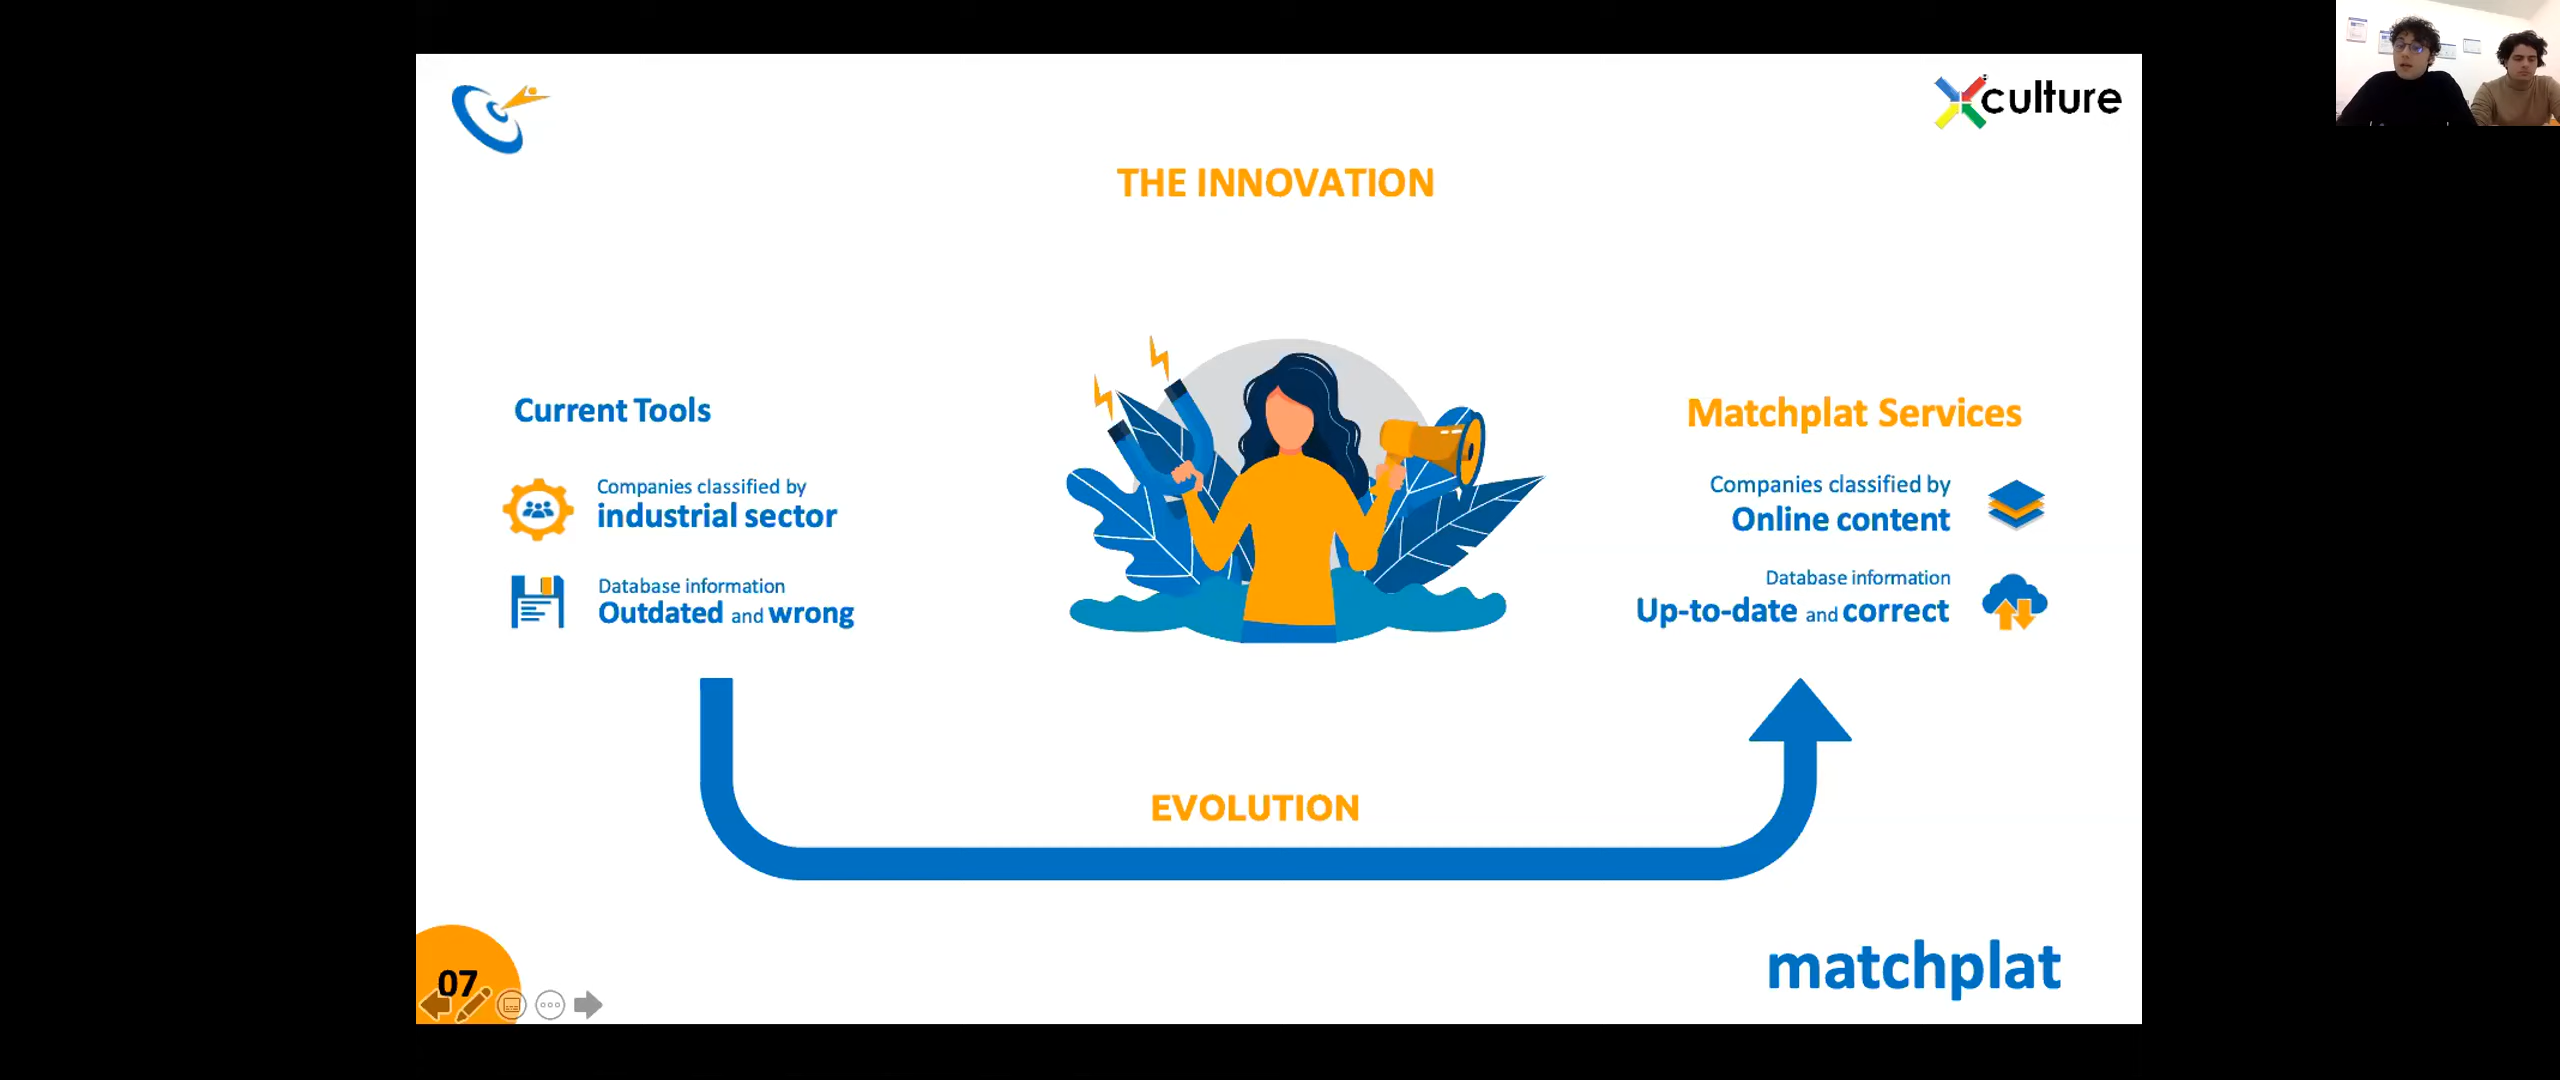 culture
THE INNOVATION
Current Tools
Companies classified by
industrial sector
Database information
Outdated and wrong
Matchplat Services
Companies classified by
Online content
Database information
Up-to-date and correct
EVOLUTION
07
matchplat